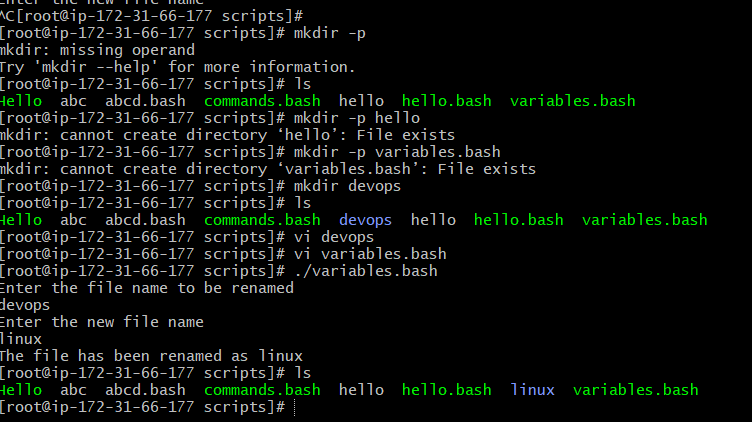 Enter the new file name
^C[root@ip-172-31-66-177 scripts]#
[root@ip-172-31-66-177 scripts]# mkdir -p
mkdir: missing operand
Try 'mkdir --help' for more information.
[root@ip-172-31-66-177 scripts]# ls
Hello abc abcd.bash commands.bash hello hello.bash variables.bash
[root@ip-172-31-66-177 scripts]# mkdir -p hello
mkdir: cannot create directory ‘hello’: File exists
[root@ip-172-31-66-177 scripts]# mkdir -p variables.bash
mkdir: cannot create directory ‘variables.bash’: File exists
[root@ip-172-31-66-177 scripts]# mkdir devops
[root@ip-172-31-66-177 scripts]# ls
Hello abc abcd.bash commands.bash devops hello hello.bash variables.bash
[root@ip-172-31-66-177 scripts]# vi devops
[root@ip-172-31-66-177 scripts]# vi variables.bash
[root@ip-172-31-66-177 scripts]# ./variables.bash
Enter the file name to be renamed
devops
Enter the new file name
linux
The file has been renamed as linux
[root@ip-172-31-66-177 scripts]# ls
Hello abc abcd.bash commands.bash hello hello.bash linux variables.bash
[root@ip-172-31-66-177 scripts]#